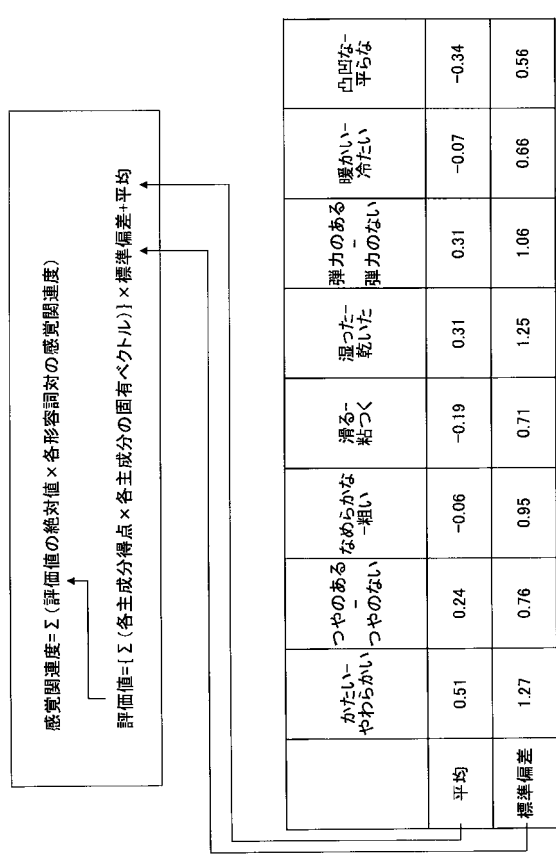 感覚関連度=Σ(評価値の絶対値×各形容詞対の感覚関連度)
評価値={Σ(各主成分得点×各主成分の固有ベクトル)}×標準偏差+平均
かたい-
やわらかい
つやのある
-
つやのない
なめらかな
-粗い
滑る-
粘つく
湿った-
乾いた
弾力のある
-
弾力のない
暖かい-
冷たい
凸凹な-
平らな
平均 0.51 0.24 -0.06 -0.19 0.31 0.31 -0.07 -0.34
標準偏差 1.27 0.76 0.95 0.71 1.25 1.06 0.66 0.56